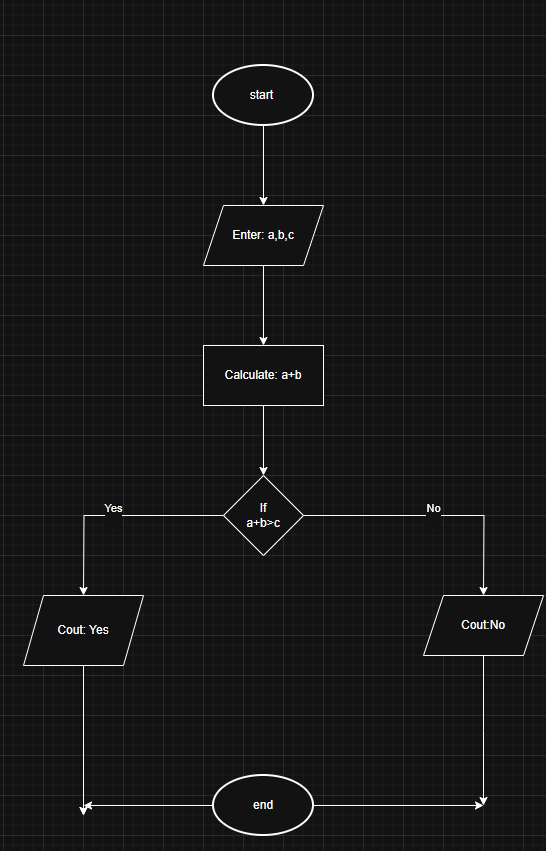 start
Enter: a,b,c
Calculate: a+b
If
a+b>c
Yes
No
Cout: Yes
Cout:No
end